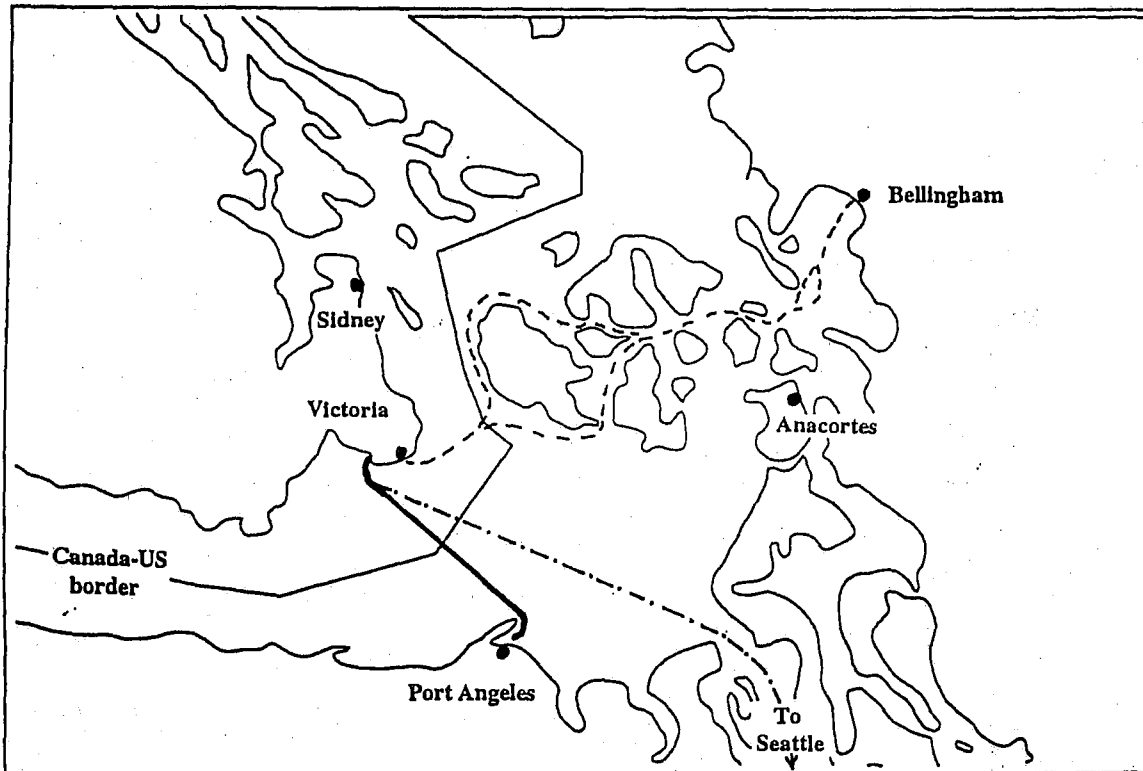 Bellingham
Sidney
Victoria
Anacortes
Canada-US
border
Port Angeles
To
Seattle